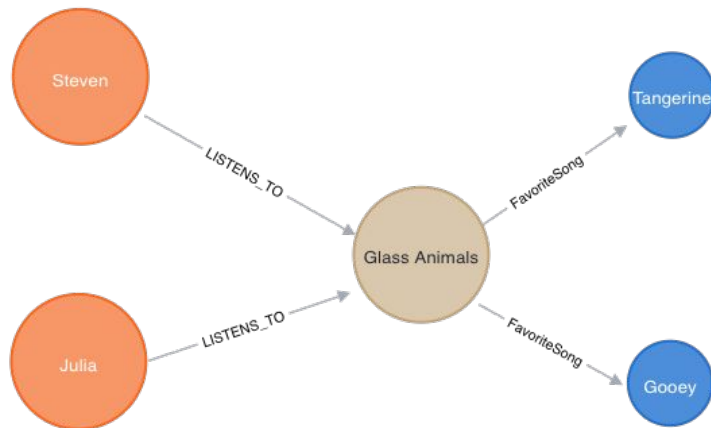 Steven
Tangerine
LISTENS_TO
FavoriteSong
Glass Animals
LISTENS_TO
FavoriteSong
Julia
Gooey